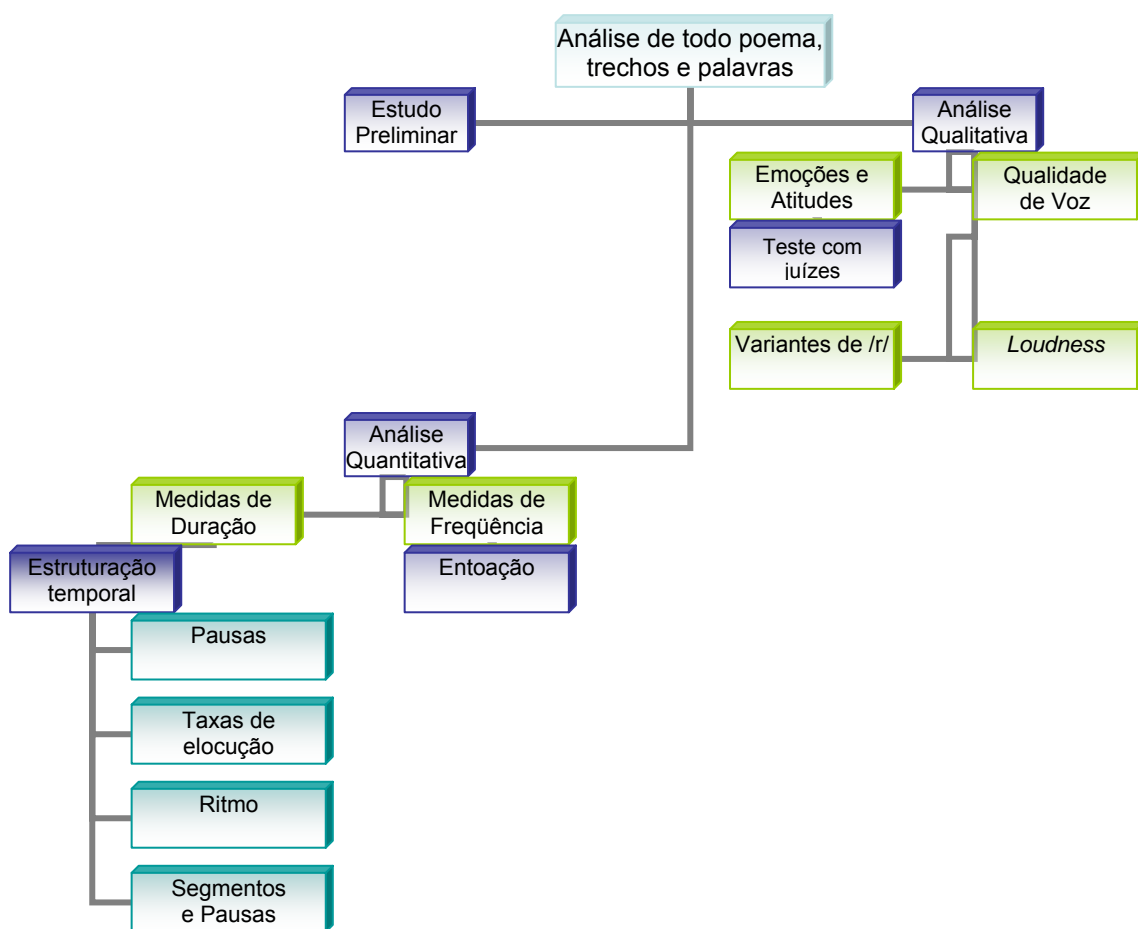 Análise de todo poema,
trechos e palavras
Estudo
Preliminar
Análise
Qualitativa
Emoções e
Atitudes
Qualidade
de Voz
Teste com
juízes
Variantes de /r/
Loudness
Análise
Quantitativa
Medidas de
Duração
Medidas de
Freqüência
Estruturação
temporal
Entoação
Pausas
Taxas de
elocução
Ritmo
Segmentos
e Pausas